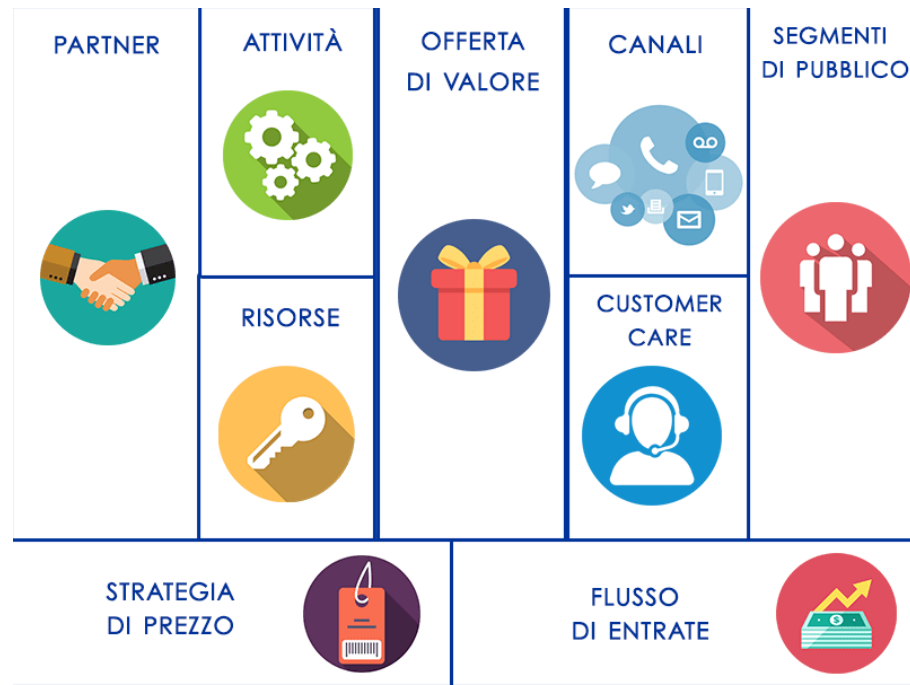 PARTNER
ATTIVITÀ
RISORSE
OFFERTA
DI VALORE
CANALI
CUSTOMER
CARE
SEGMENTI
DI PUBBLICO
STRATEGIA
DI PREZZO
FLUSSO
DI ENTRATE